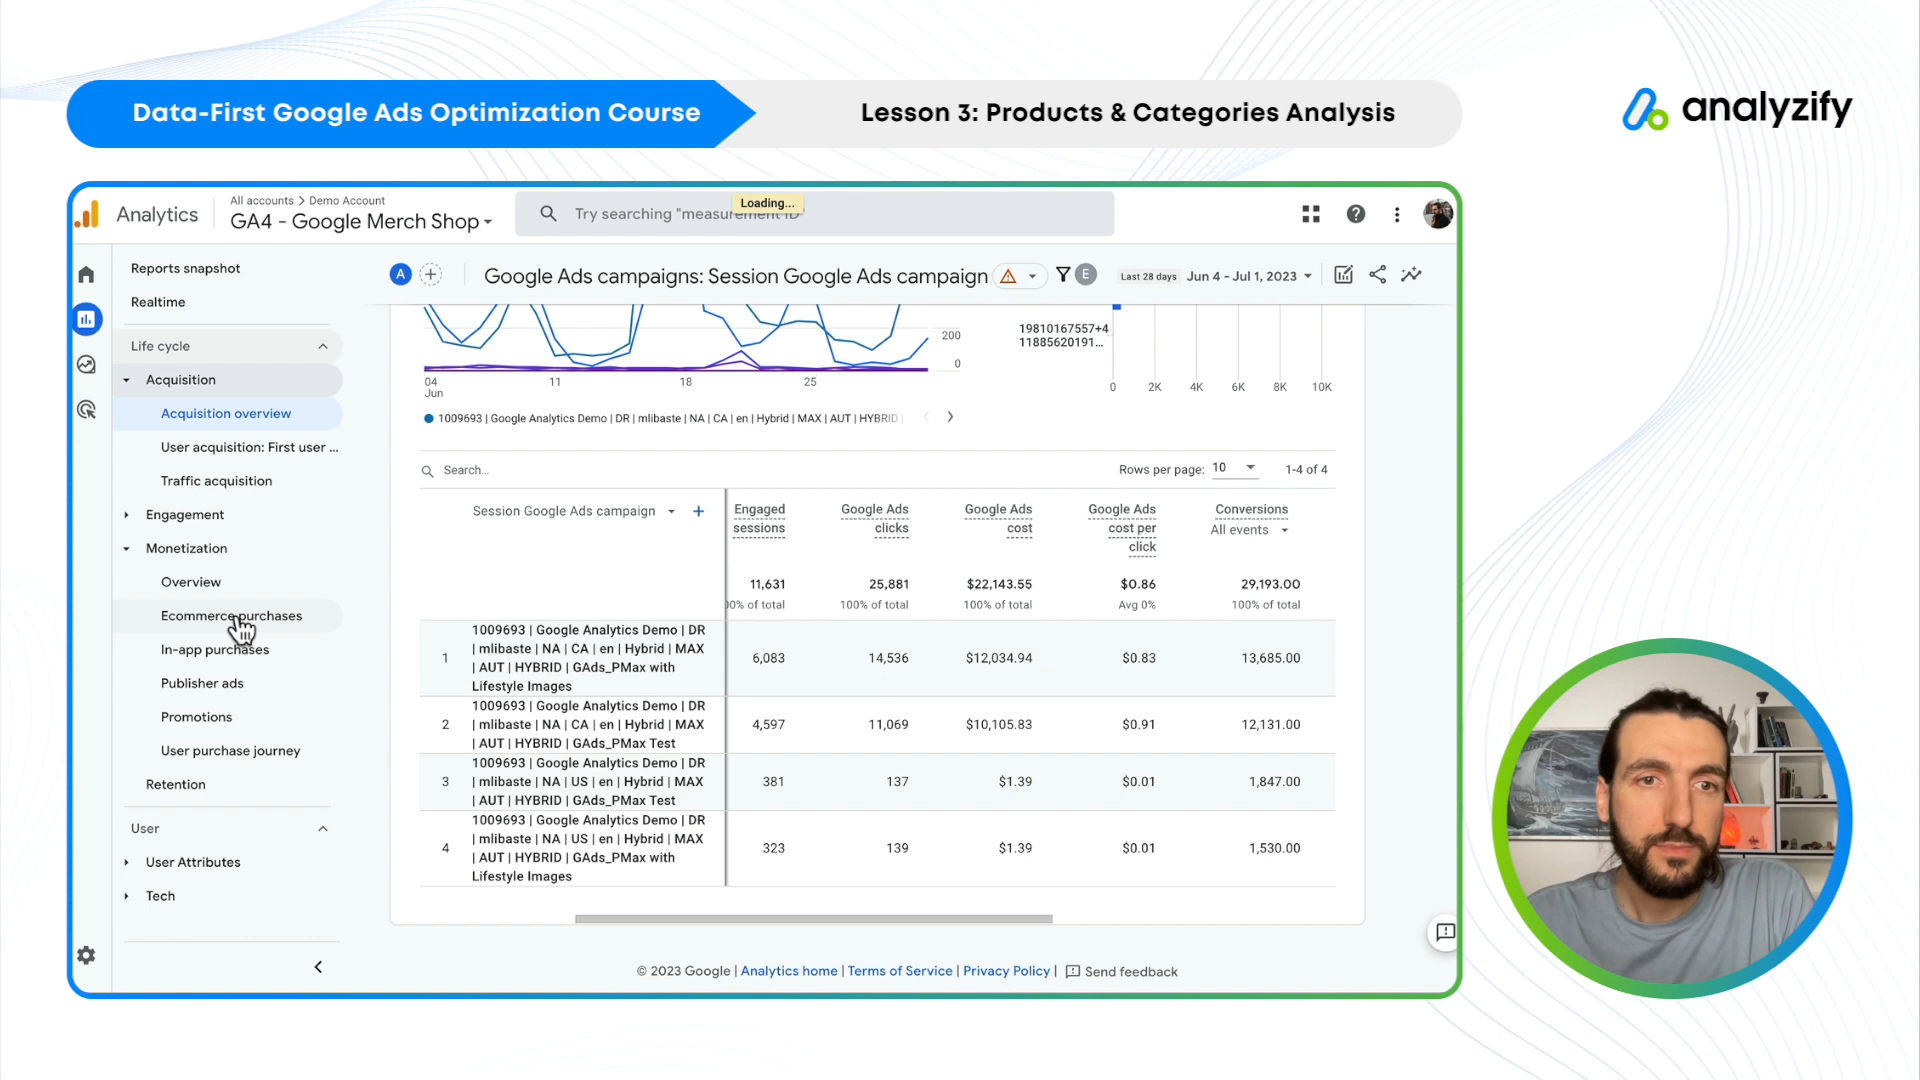 Data-First Google Ads Optimization Course
Lesson 3: Products & Categories Analysis
analyzify
Analytics
All accounts > Demo Account
GA4 - Google Merch Shop
Try searching "measurement ID"
Loading...
Reports snapshot
Realtime
Life cycle
Acquisition
Acquisition overview
User acquisition: First user ...
Traffic acquisition
Engagement
Monetization
Overview
Ecommerce purchases
In-app purchases
Publisher ads
Promotions
User purchase journey
Retention
User
User Attributes
Tech
A
Google Ads campaigns: Session Google Ads campaign
E
Last 28 days Jun 4 - Jul 1, 2023
200
0
04
Jun
11
18
25
19810167557+4
11885620191...
0
2K
4K
6K
8K
10K
1009693 | Google Analytics Demo | DR | mlibaste | NA | CA | en | Hybrid | MAX | AUT | HYBRID |
Search...
Rows per page: 10
1-4 of 4
Session Google Ads campaign
Engaged
sessions
Google Ads
clicks
Google Ads
cost
Google Ads
cost per
click
Conversions
All events
11,631
25,881
$22,143.55
$0.86
29,193.00
00% of total
100% of total
100% of total
Avg 0%
100% of total
1
1009693 | Google Analytics Demo | DR
| mlibaste | NA | CA | en | Hybrid | MAX
| AUT | HYBRID | GAds_PMax with
Lifestyle Images
6,083
14,536
$12,034.94
$0.83
13,685.00
2
1009693 | Google Analytics Demo | DR
| mlibaste | NA | CA | en | Hybrid | MAX
| AUT | HYBRID | GAds_PMax Test
4,597
11,069
$10,105.83
$0.91
12,131.00
3
1009693 | Google Analytics Demo | DR
| mlibaste | NA | US | en | Hybrid | MAX
| AUT | HYBRID | GAds_PMax Test
381
137
$1.39
$0.01
1,847.00
4
1009693 | Google Analytics Demo | DR
| mlibaste | NA | US | en | Hybrid | MAX
| AUT | HYBRID | GAds_PMax with
Lifestyle Images
323
139
$1.39
$0.01
1,530.00
© 2023 Google | Analytics home | Terms of Service | Privacy Policy | Send feedback